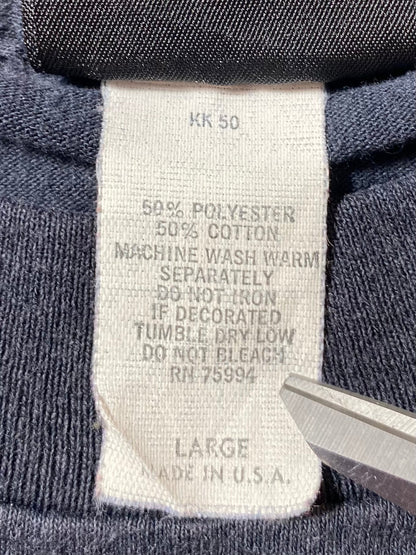 KK 50
50% POLYESTER
50% COTTON
MACHINE WASH WARM
SEPARATELY
DO NOT IRON
IF DECORATED
TUMBLE DRY LOW
DO NOT BLEACH
RN 75994
LARGE
MADE IN U.S.A.